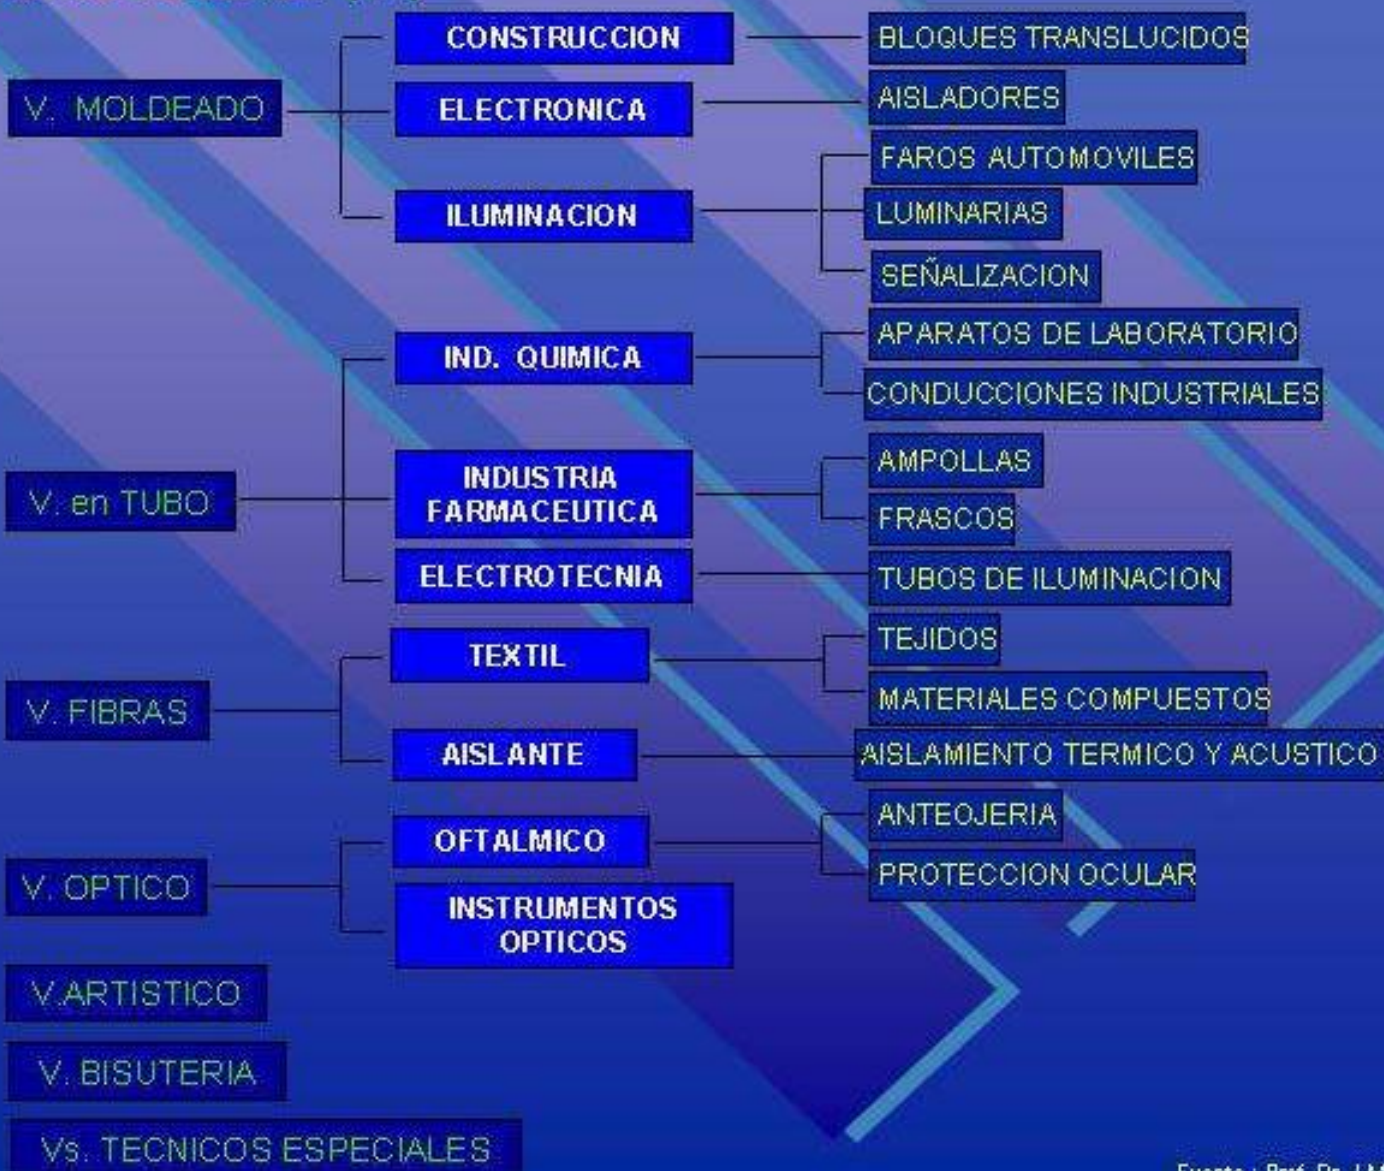 V. MOLDEADO
CONSTRUCCION
BLOQUES TRANSLUCIDOS
ELECTRÓNICA
AISLADORES
ILUMINACION
FAROS AUTOMOVILES
LUMINARIAS
SEÑALIZACION
V. en TUBO
IND. QUIMICA
APARATOS DE LABORATORIO
CONDUCCIONES INDUSTRIALES
INDUSTRIA
FARMACEUTICA
AMPOLLAS
FRASCOS
ELECTROTECNIA
TUBOS DE ILUMINACION
V. FIBRAS
TEXTIL
TEJIDOS
MATERIALES COMPUESTOS
AISLANTE
AISLAMIENTO TERMICO Y ACUSTICO
V. OPTICO
OFTALMICO
ANTEOJERIA
PROTECCION OCULAR
INSTRUMENTOS
OPTICOS
V.ARTISTICO
V. BISUTERIA
Vs. TECNICOS ESPECIALES